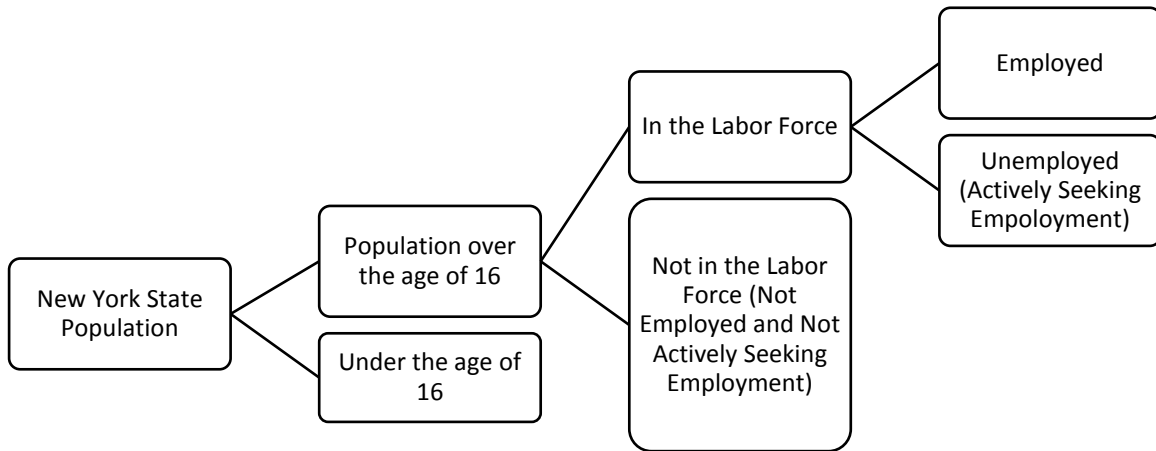 New York State
Population
Population over
the age of 16
Under the age of
16
In the Labor Force
Not in the Labor
Force (Not
Employed and Not
Actively Seeking
Employment)
Employed
Unemployed
(Actively Seeking
Empoloyment)